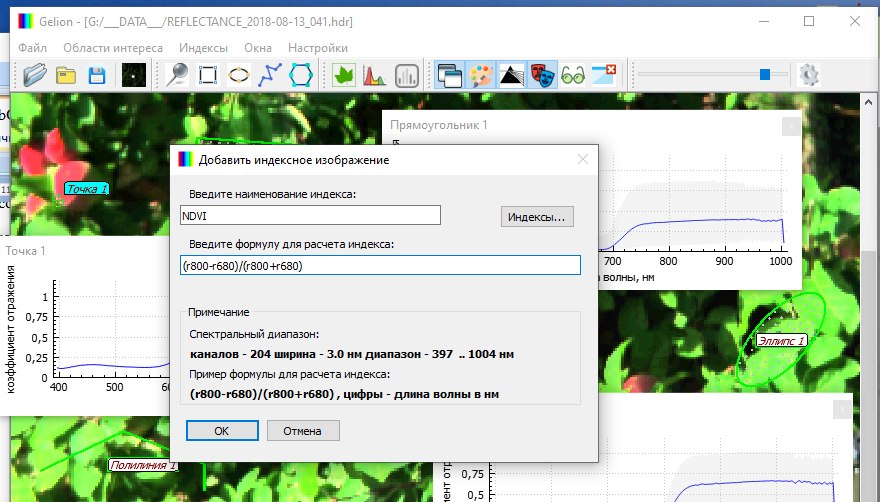 Gelion - [G:/___DATA___/REFLECTANCE_2018-08-13_041.hdr]
Файл Области интереса Индексы Окна Настройки
Прямоугольник 1
700 800 900 1000
волны, нм
Точка 1
Точка 1
коэффициент отражения
1
0,75
0,5
0,25
0
400 500 600
Добавить индексное изображение
Введите наименование индекса:
NDVI
Индексы...
Введите формулу для расчета индекса:
(r800-r680)/(r800+r680)
Примечание
Спектральный диапазон:
каналов - 204 ширина - 3.0 нм диапазон - 397 .. 1004 нм
Пример формулы для расчета индекса:
(r800-r680)/(r800+r680) , цифры - длина волны в нм
OK
Отмена
Эллипс 1
Полилиния 1
1
0,75
0,5